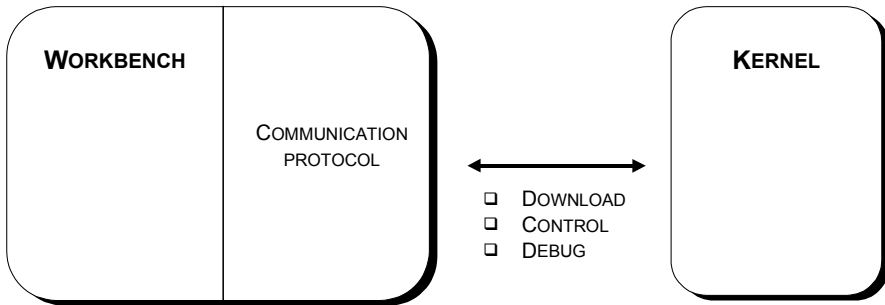 WORKBENCH
COMMUNICATION
PROTOCOL
❑ DOWNLOAD
❑ CONTROL
❑ DEBUG
KERNEL